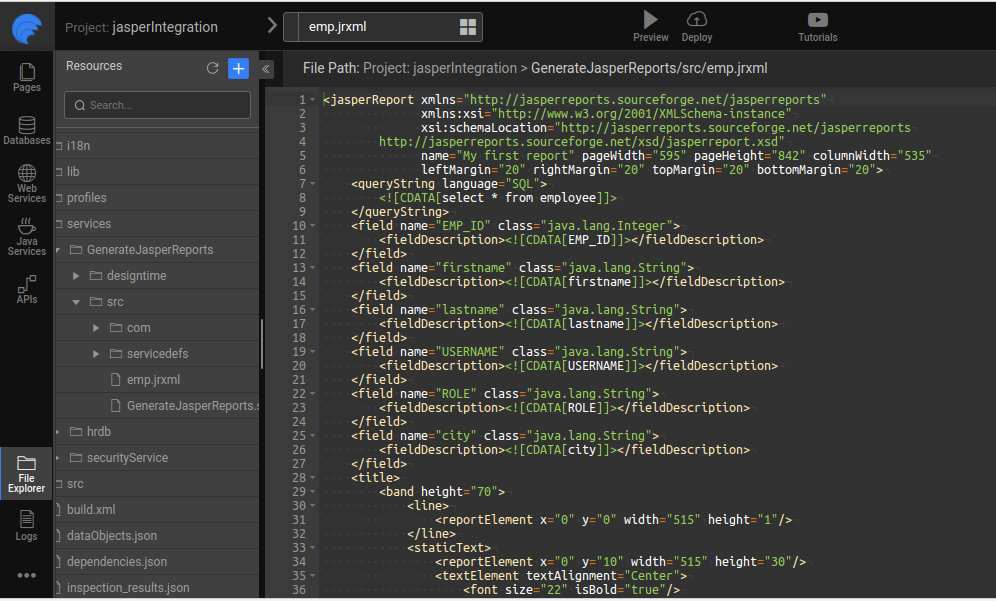 Project: jasperIntegration
emp.jrxml
Preview
Deploy
Tutorials
Pages
Databases
Web
Services
Java
Services
APIs
File
Explorer
Logs
Resources
Search...
i18n
lib
profiles
services
GenerateJasperReports
designtime
src
com
servicedefs
emp.jrxml
GenerateJasperReports.s
hrdb
securityService
src
build.xml
dataObjects.json
dependencies.json
inspection_results.json
File Path: Project: jasperIntegration > GenerateJasperReports/src/emp.jrxml
1 <jasperReport xmlns="http://jasperreports.sourceforge.net/jasperreports"
2 xmlns:xsi="http://www.w3.org/2001/XMLSchema-instance"
3 xsi:schemaLocation="http://jasperreports.sourceforge.net/jasperreports
4 http://jasperreports.sourceforge.net/xsd/jasperreport.xsd"
5 name="My first report" pageWidth="595" pageHeight="842" columnWidth="535"
6 leftMargin="20" rightMargin="20" topMargin="20" bottomMargin="20">
7 <queryString language="SQL">
8 <![CDATA[select * from employee]]>
9 </queryString>
10 <field name="EMP_ID" class="java.lang.Integer">
11 <fieldDescription><![CDATA[EMP_ID]]></fieldDescription>
12 </field>
13 <field name="firstname" class="java.lang.String">
14 <fieldDescription><![CDATA[firstname]]></fieldDescription>
15 </field>
16 <field name="lastname" class="java.lang.String">
17 <fieldDescription><![CDATA[lastname]]></fieldDescription>
18 </field>
19 <field name="USERNAME" class="java.lang.String">
20 <fieldDescription><![CDATA[USERNAME]]></fieldDescription>
21 </field>
22 <field name="ROLE" class="java.lang.String">
23 <fieldDescription><![CDATA[ROLE]]></fieldDescription>
24 </field>
25 <field name="city" class="java.lang.String">
26 <fieldDescription><![CDATA[city]]></fieldDescription>
27 </field>
28 <title>
29 <band height="70">
30 <line>
31 <reportElement x="0" y="0" width="515" height="1"/>
32 </line>
33 <staticText>
34 <reportElement x="0" y="10" width="515" height="30"/>
35 <textElement textAlignment="Center">
36 <font size="22" isBold="true"/>